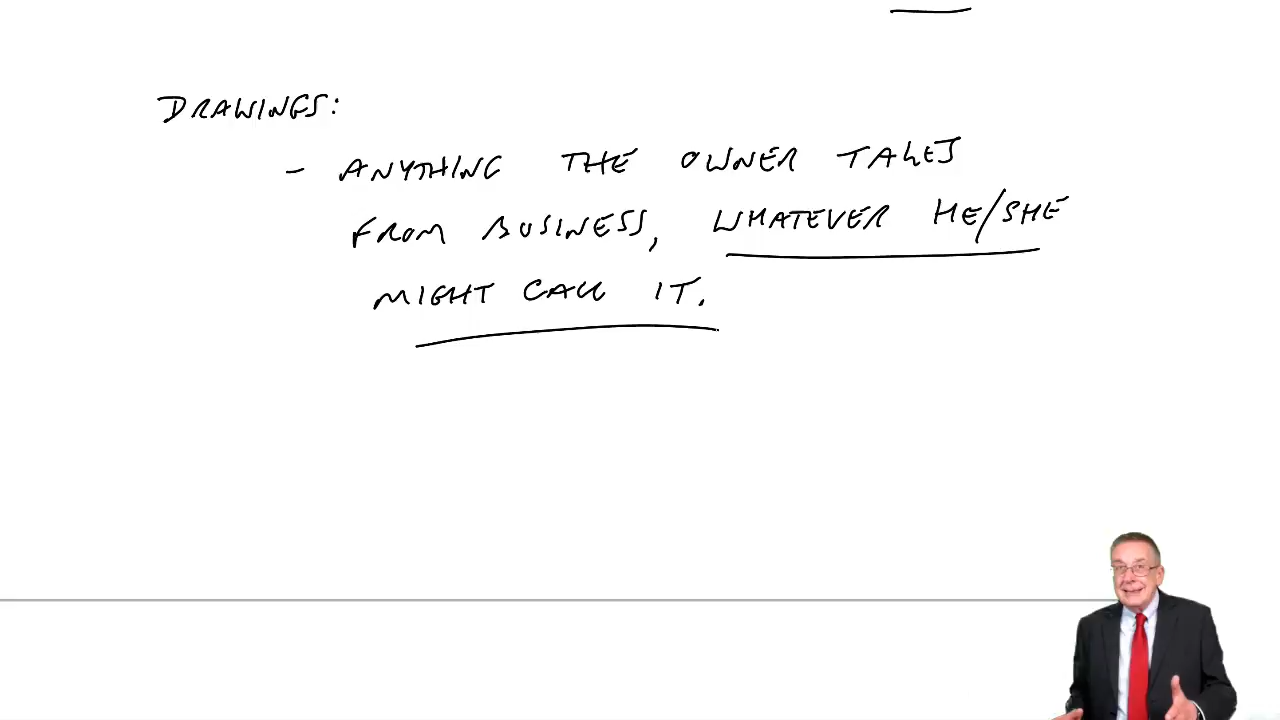 DRAWINGS:
- ANYTHING THE OWNER TAKES
FROM BUSINESS, WHATEVER HE/SHE
MIGHT CALL IT.